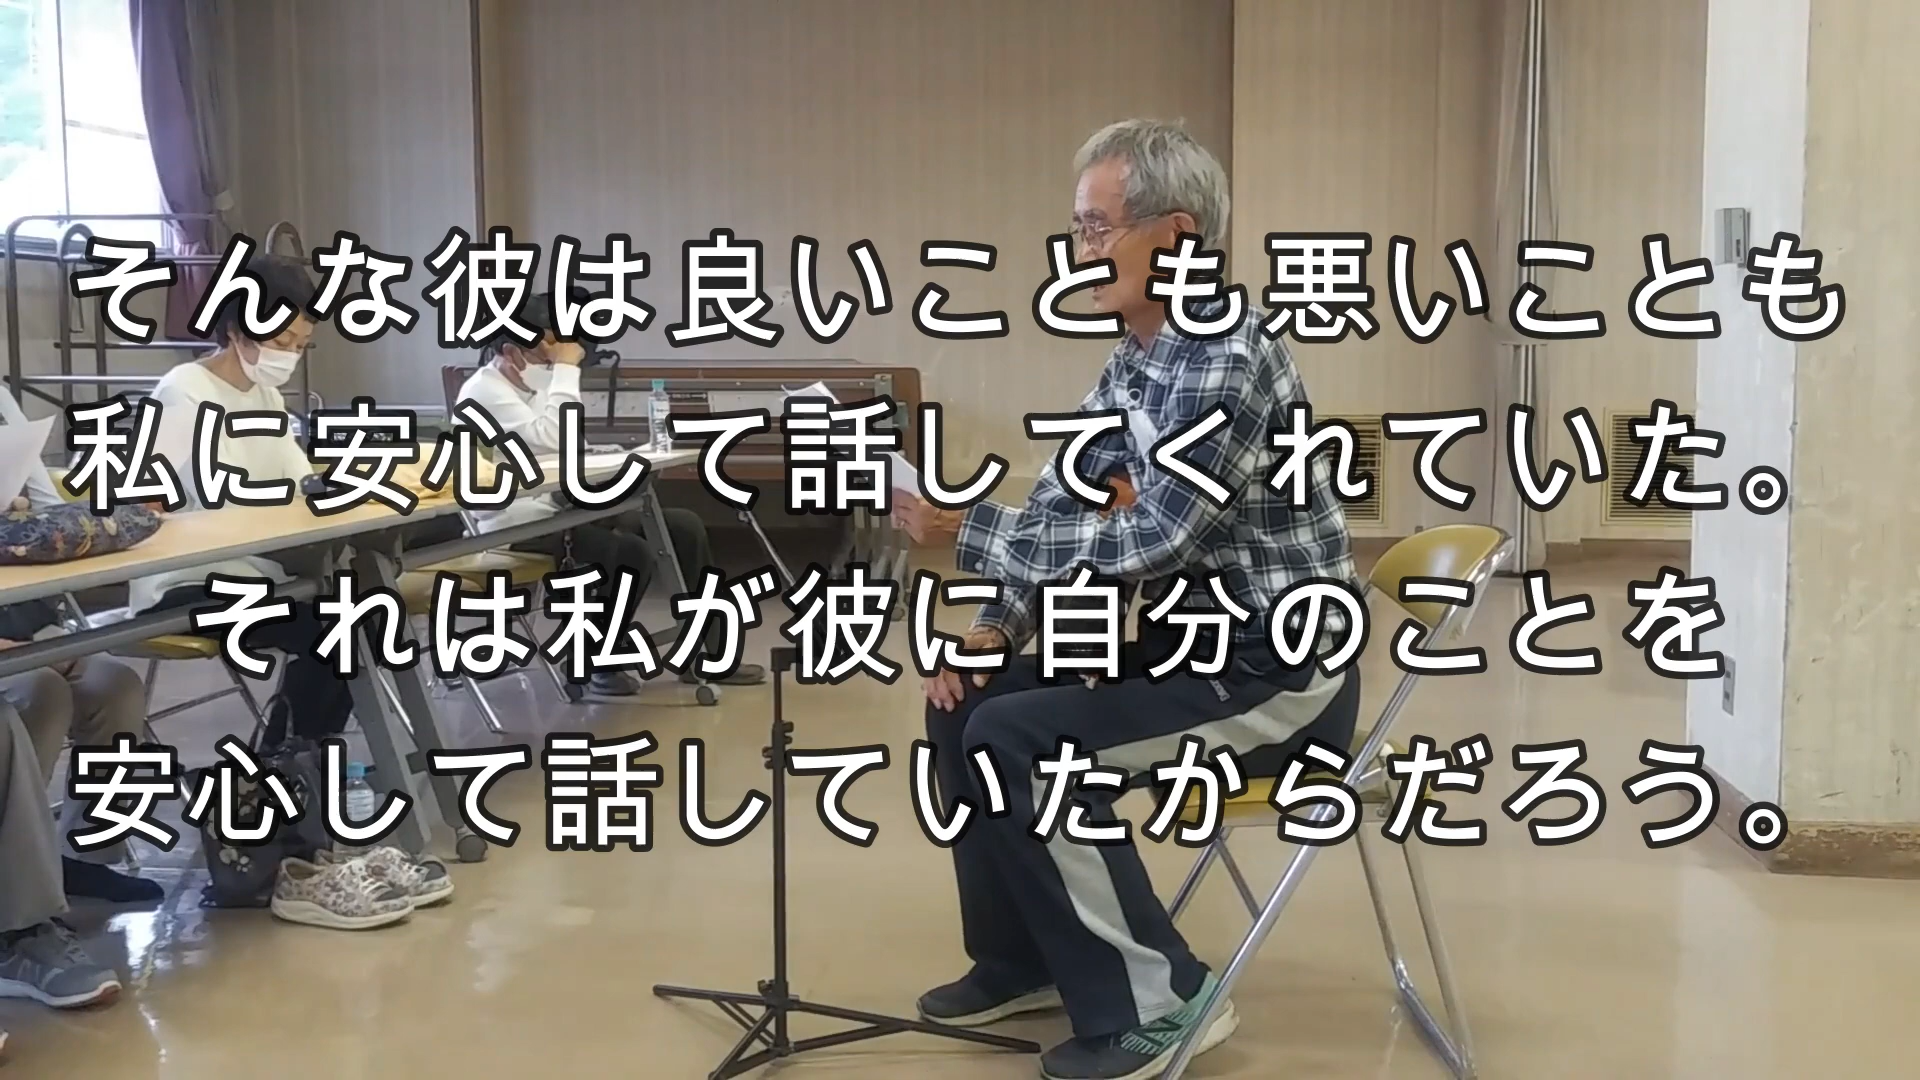 そんな彼は良いことも悪いことも
私に安心して話してくれていた。
それは私が彼に自分のことを
安心して話していたからだろう。